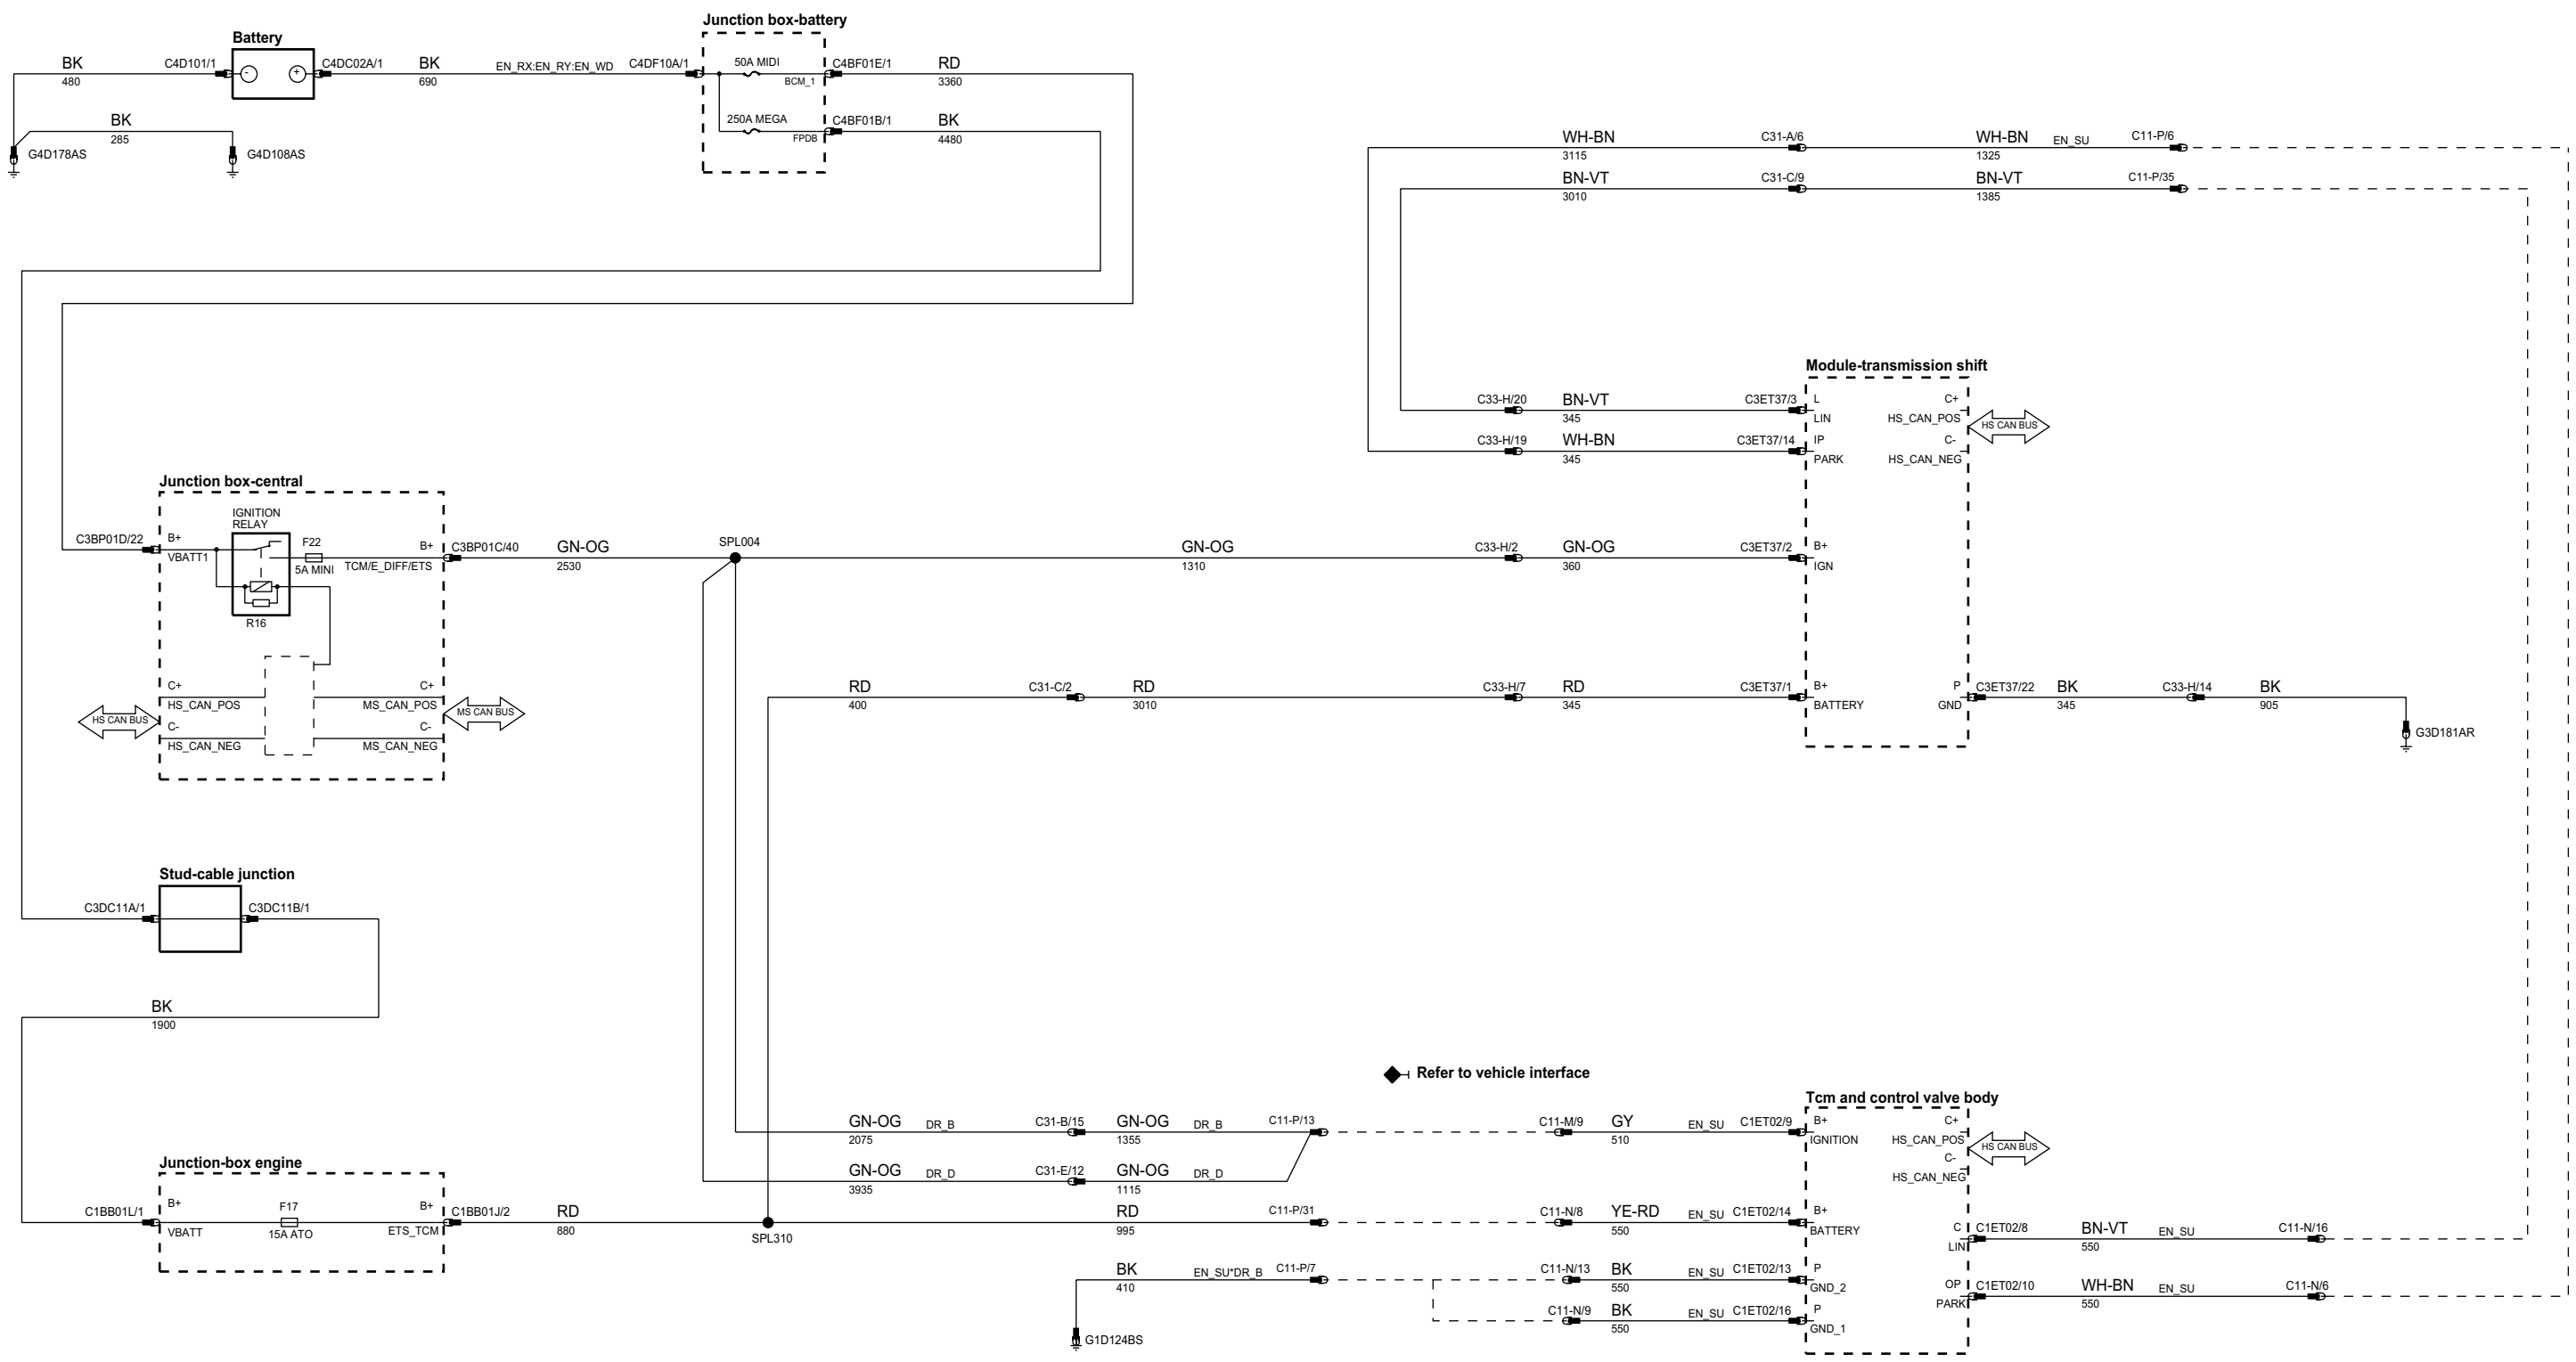 Junction box-battery
Battery
BK
480
C4D101/1
-
+
C4DC02A/1
BK
690
EN_RX:EN_RY:EN_WD
C4DF10A/1
50A MIDI
BCM_1
C4BF01E/1
RD
3360
BK
285
250A MEGA
FPDB
C4BF01B/1
BK
4480
G4D178AS
G4D108AS
WH-BN
3115
C31-A/6
WH-BN
1325
EN_SU
C11-P/6
BN-VT
3010
C31-C/9
BN-VT
1385
C11-P/35
Module-transmission shift
C33-H/20
BN-VT
345
C3ET37/3
L
LIN
C+
HS_CAN_POS
HS CAN BUS
C33-H/19
WH-BN
345
C3ET37/14
IP
PARK
C-
HS_CAN_NEG
Junction box-central
IGNITION
RELAY
C3BP01D/22
B+
VBATT1
F22
5A MINI
B+
TCM/E_DIFF/ETS
C3BP01C/40
GN-OG
2530
SPL004
GN-OG
1310
C33-H/2
GN-OG
360
C3ET37/2
B+
IGN
R16
C+
HS_CAN_POS
C+
MS_CAN_POS
HS CAN BUS
MS CAN BUS
C-
HS_CAN_NEG
C-
MS_CAN_NEG
RD
400
C31-C/2
RD
3010
C33-H/7
RD
345
C3ET37/1
B+
BATTERY
P
GND
C3ET37/22
BK
345
C33-H/14
BK
905
G3D181AR
Stud-cable junction
C3DC11A/1
C3DC11B/1
BK
1900
Refer to vehicle interface
Tcm and control valve body
GN-OG
2075
DR_B
C31-B/15
GN-OG
1355
DR_B
C11-P/13
C11-M/9
GY
510
EN_SU
C1ET02/9
B+
IGNITION
C+
HS_CAN_POS
HS CAN BUS
C-
HS_CAN_NEG
GN-OG
3935
DR_D
C31-E/12
GN-OG
1115
DR_D
Junction-box engine
C1BB01L/1
B+
VBATT
F17
15A ATO
B+
ETS_TCM
C1BB01J/2
RD
880
SPL310
RD
995
C11-P/31
C11-N/8
YE-RD
550
EN_SU
C1ET02/14
B+
BATTERY
C
LIN
C1ET02/8
BN-VT
550
EN_SU
C11-N/16
BK
410
EN_SU*DR_B
C11-P/7
C11-N/13
BK
550
EN_SU
C1ET02/13
P
GND_2
OP
PARK
C1ET02/10
WH-BN
550
EN_SU
C11-N/6
C11-N/9
BK
550
EN_SU
C1ET02/16
P
GND_1
G1D124BS